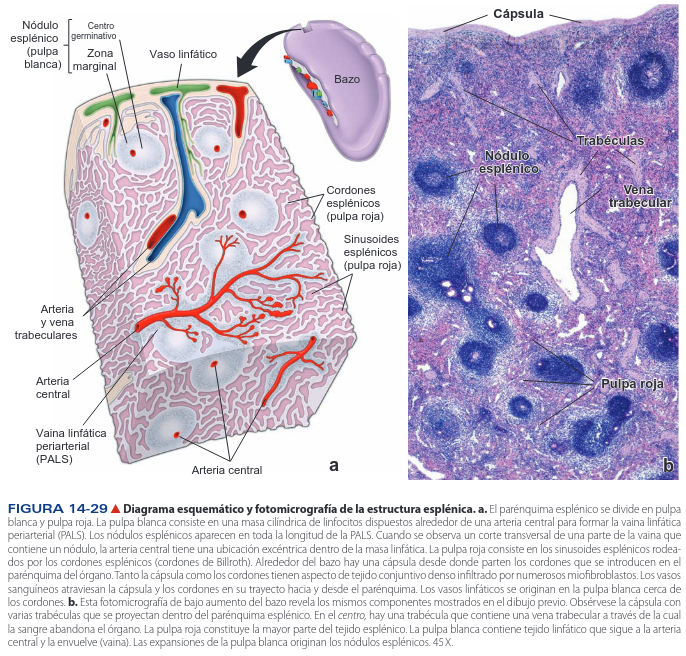 Nódulo
esplénico
(pulpa
blanca)
Centro
germinativo
Zona
marginal
Vaso linfático
Bazo
Cordones
esplénicos
(pulpa roja)
Sinusoides
esplénicos
(pulpa roja)
Arteria
y vena
trabeculares
Arteria
central
Vaina linfática
periarterial
(PALS)
Arteria central
a
Cápsula
Trabéculas
Nódulo
esplénico
Vena
trabecular
Pulpa roja
b
FIGURA 14-29 ▲ Diagrama esquemático y fotomicrografía de la estructura esplénica. a. El parénquima esplénico se divide en pulpa
blanca y pulpa roja. La pulpa blanca consiste en una masa cilíndrica de linfocitos dispuestos alrededor de una arteria central para formar la vaina linfática
periarterial (PALS). Los nódulos esplénicos aparecen en toda la longitud de la PALS. Cuando se observa un corte transversal de una parte de la vaina que
contiene un nódulo, la arteria central tiene una ubicación excéntrica dentro de la masa linfática. La pulpa roja consiste en los sinusoides esplénicos rodea-
dos por los cordones esplénicos (cordones de Billroth). Alrededor del bazo hay una cápsula desde donde parten los cordones que se introducen en el
parénquima del órgano. Tanto la cápsula como los cordones tienen aspecto de tejido conjuntivo denso infiltrado por numerosos miofibroblastos. Los vasos
sanguíneos atraviesan la cápsula y los cordones en su trayecto hacia y desde el parénquima. Los vasos linfáticos se originan en la pulpa blanca cerca de
los cordones. b. Esta fotomicrografía de bajo aumento del bazo revela los mismos componentes mostrados en el dibujo previo. Obsérvese la cápsula con
varias trabéculas que se proyectan dentro del parénquima esplénico. En el centro, hay una trabécula que contiene una vena trabecular a través de la cual
la sangre abandona el órgano. La pulpa roja constituye la mayor parte del tejido esplénico. La pulpa blanca contiene tejido linfático que sigue a la arteria
central y la envuelve (vaina). Las expansiones de la pulpa blanca originan los nódulos esplénicos. 45 X.